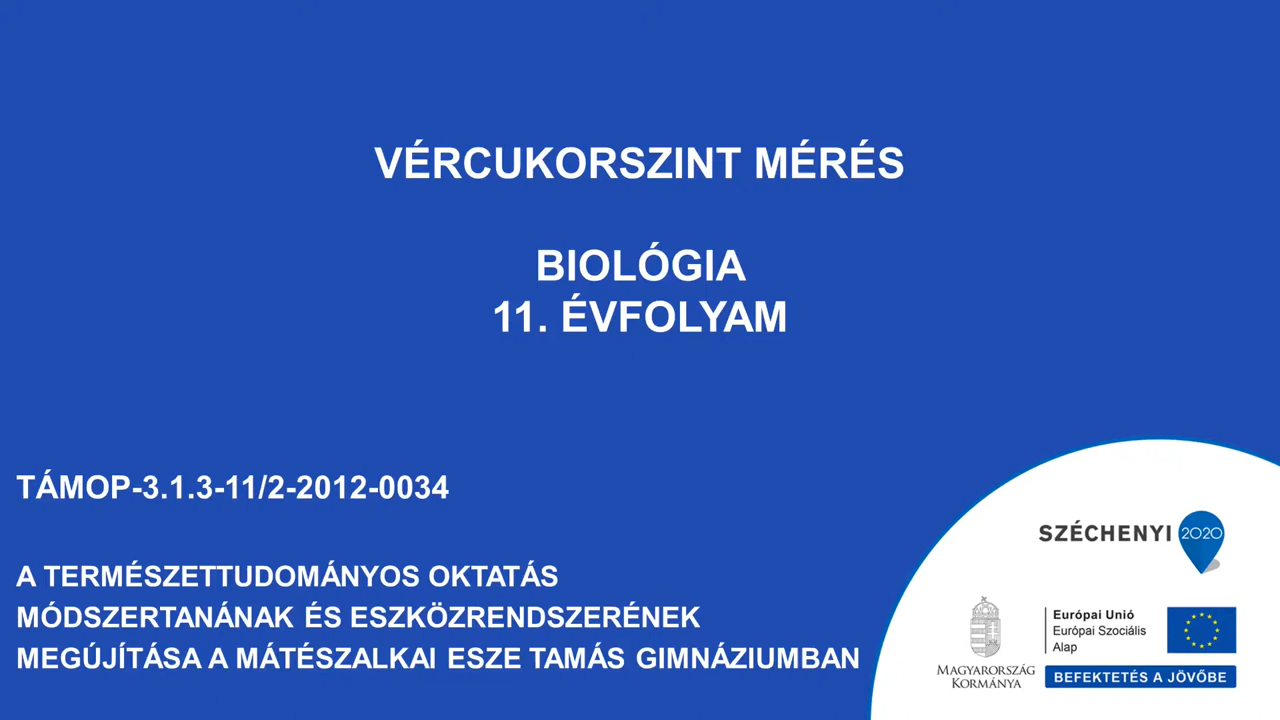 VÉRCUKORSZINT MÉRÉS
BIOLÓGIA
11. ÉVFOLYAM
TÁMOP-3.1.3-11/2-2012-0034
A TERMÉSZETTUDOMÁNYOS OKTATÁS
MÓDSZERTANÁNAK ÉS ESZKÖZRENDSZERÉNEK
MEGÚJÍTÁSA A MÁTÉSZALKAI ESZE TAMÁS GIMNÁZIUMBAN
SZÉCHENYI 2020
MAGYARORSZÁG
KORMÁNYA
Európai Unió
Európai Szociális
Alap
BEFEKTETÉS A JÖVŐBE